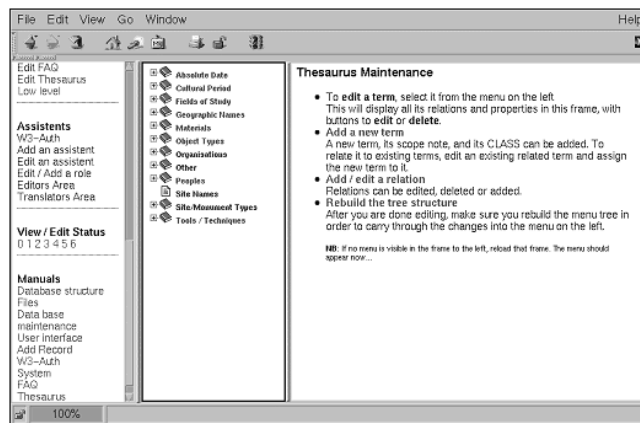 File Edit View Go Window Help
Edit FAQ
Edit Thesaurus
Low level
Assistents
W3-Auth
Add an assistent
Edit an assistent
Edit / Add a role
Editors Area
Translators Area
View / Edit Status
0 1 2 3 4 5 6
Manuals
Database structure
Files
Data base
maintenance
User interface
Add Record
W3-Auth
System
FAQ
Thesaurus
Absolute Date
Cultural Period
Fields of Study
Geographic Names
Materials
Object Types
Organisations
Other
Peoples
Site Names
Site/Monument Types
Tools / Techniques
Thesaurus Maintenance
• To edit a term, select it from the menu on the left
This will display all its relations and properties in this frame, with
buttons to edit or delete.
• Add a new term
A new term, its scope note, and its CLASS can be added. To
relate it to existing terms, edit an existing related term and assign
the new term to it.
• Add / edit a relation
Relations can be edited, deleted or added.
• Rebuild the tree structure
After you are done editing, make sure you rebuild the menu tree in
order to carry through the changes into the menu on the left.
NB: If no menu is visible in the frame to the left, reload that frame. The menu should
appear now...
100%